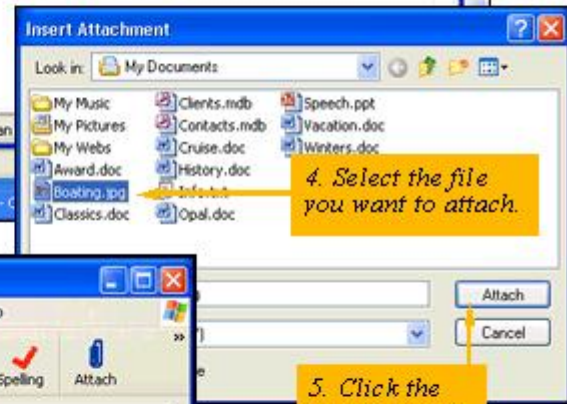 Insert Attachment
Look in: My Documents
My Music Clients.mdb Speech.ppt
My Pictures Contacts.mdb Vacation.doc
My Webs Cruise.doc Winters.doc
Award.doc History.doc
Boating.jpg
Classics.doc Opal.doc
4. Select the file
you want to attach.
Attach
Cancel
Spelling Attach
5. Click the